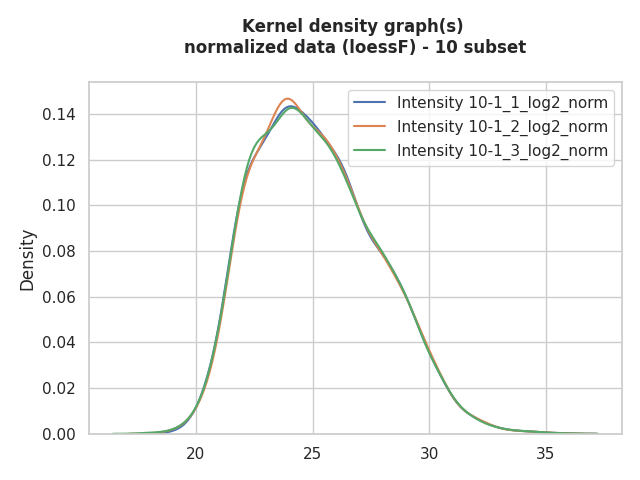 Kernel density graph(s)
normalized data (loessF) - 10 subset
Intensity 10-1_1_log2_norm
Intensity 10-1_2_log2_norm
Intensity 10-1_3_log2_norm
Density
0.14
0.12
0.10
0.08
0.06
0.04
0.02
0.00
20
25
30
35